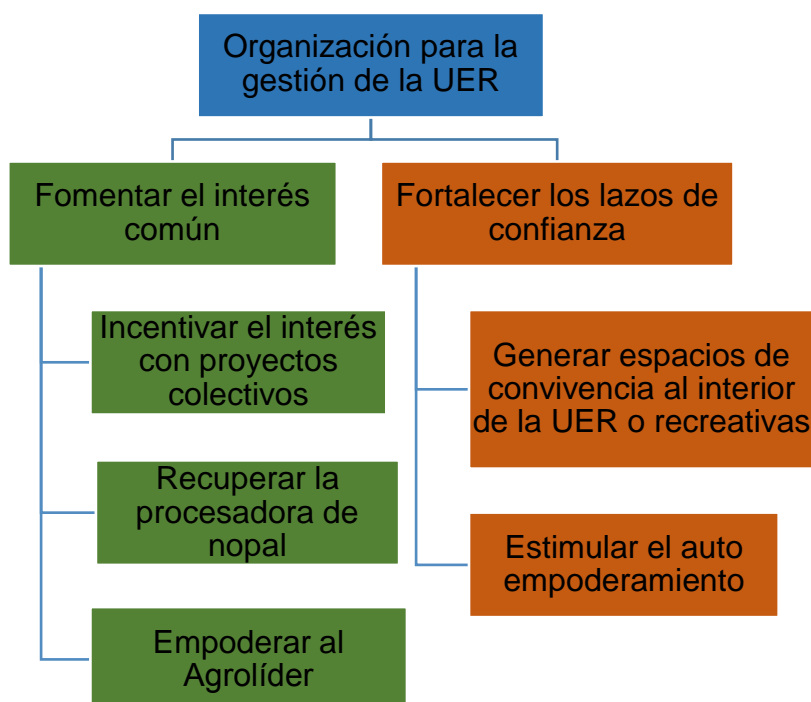 Organización para la
gestión de la UER
Fomentar el interés
común
Fortalecer los lazos de
confianza
Incentivar el interés
con proyectos
colectivos
Generar espacios de
convivencia al interior
de la UER o recreativas
Recuperar la
procesadora de
nopal
Estimular el auto
empoderamiento
Empoderar al
Agrolíder